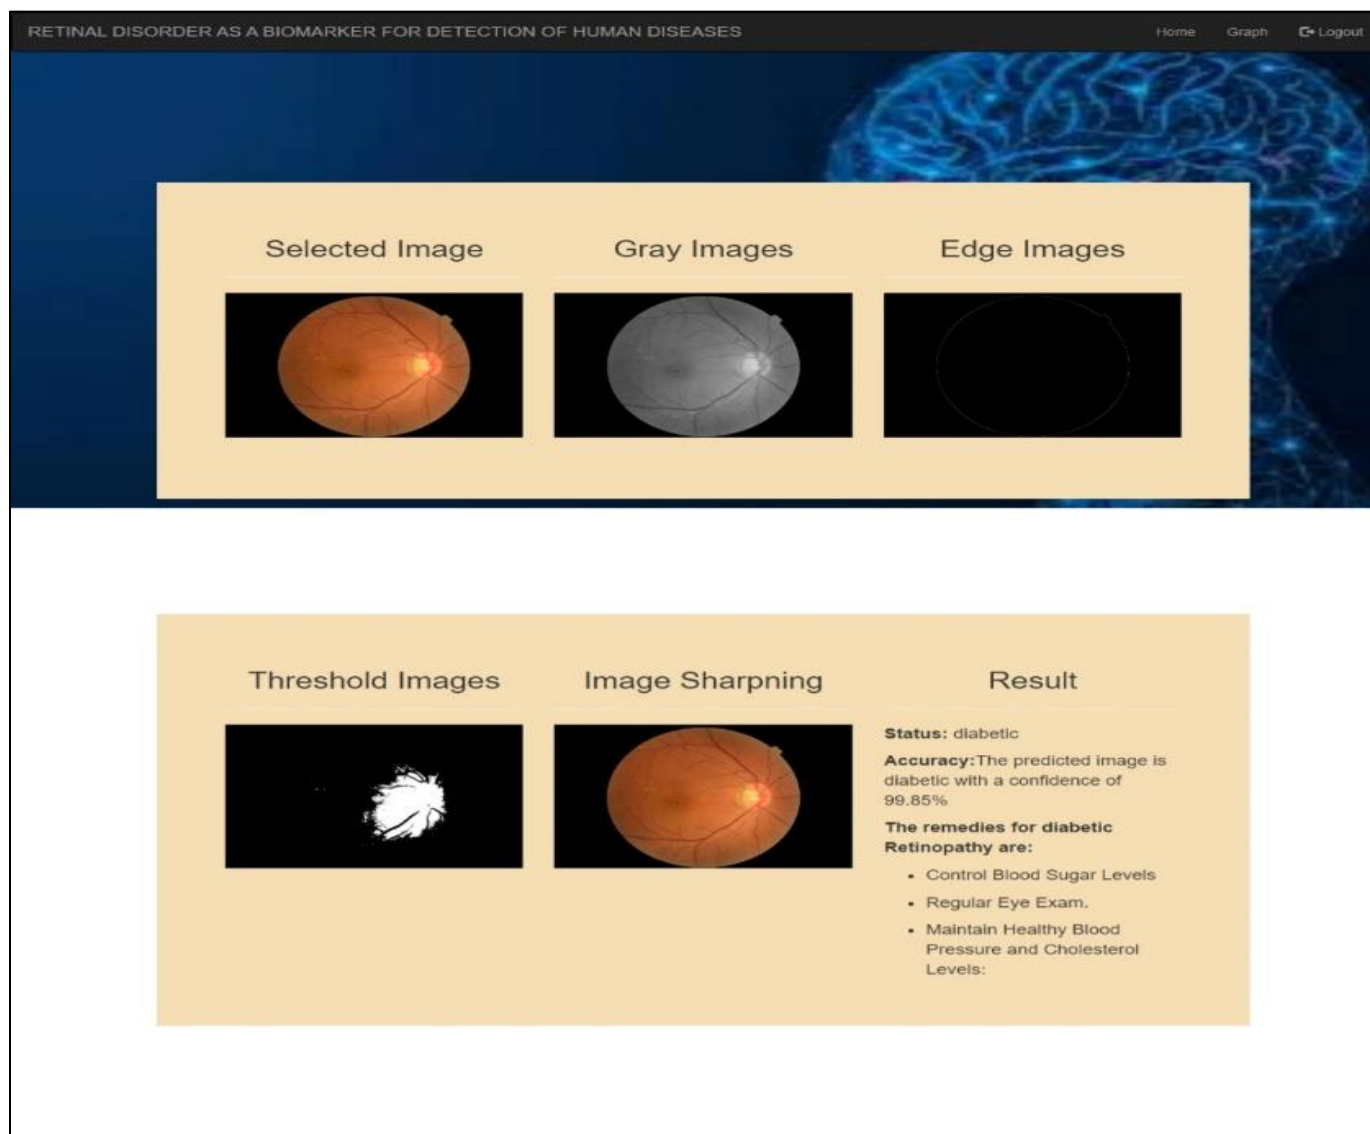 RETINAL DISORDER AS A BIOMARKER FOR DETECTION OF HUMAN DISEASES
Home
Graph
Logout
Selected Image
Gray Images
Edge Images
Threshold Images
Image Sharpning
Result
Status: diabetic
Accuracy:The predicted image is
diabetic with a confidence of
99.85%
The remedies for diabetic
Retinopathy are:
• Control Blood Sugar Levels
• Regular Eye Exam.
• Maintain Healthy Blood
Pressure and Cholesterol
Levels: